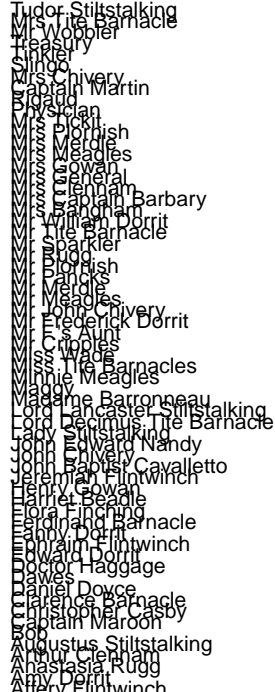 Tudor Stiltstalking
Mrs Tite Barnacle
Mr Wobbler
Treasury
Tinkler
Slingo
Mrs Chivery
Captain Martin
Rigaud
Physician
Mrs Tickit
Mrs Plornish
Mrs Merdle
Mrs Meagles
Mrs Gowan
Mrs General
Mrs Clennam
Mrs Captain Barbary
Mrs Bangham
Mr William Dorrit
Mr Tite Barnacle
Mr Sparkler
Mr Rugg
Mr Plornish
Mr Pancks
Mr Merdle
Mr Meagles
Mr John Chivery
Mr Frederick Dorrit
Mr F's Aunt
Mr Cripples
Miss Wade
Miss Tite Barnacles
Minnie Meagles
Maggy
Madame Barronneau
Lord Lancaster Stiltstalking
Lord Decimus Tite Barnacle
Lady Stiltstalking
John Edward Nandy
John Chivery
John Baptist Cavalletto
Jeremiah Flintwinch
Henry Gowan
Harriet Beadle
Flora Finching
Ferdinand Barnacle
Fanny Dorrit
Ephraim Flintwinch
Edward Dorrit
Doctor Haggage
Dawes
Daniel Doyce
Clarence Barnacle
Christopher Casby
Captain Maroon
Bob
Augustus Stiltstalking
Arthur Clennam
Anastasia Rugg
Amy Dorrit
Affery Flintwinch